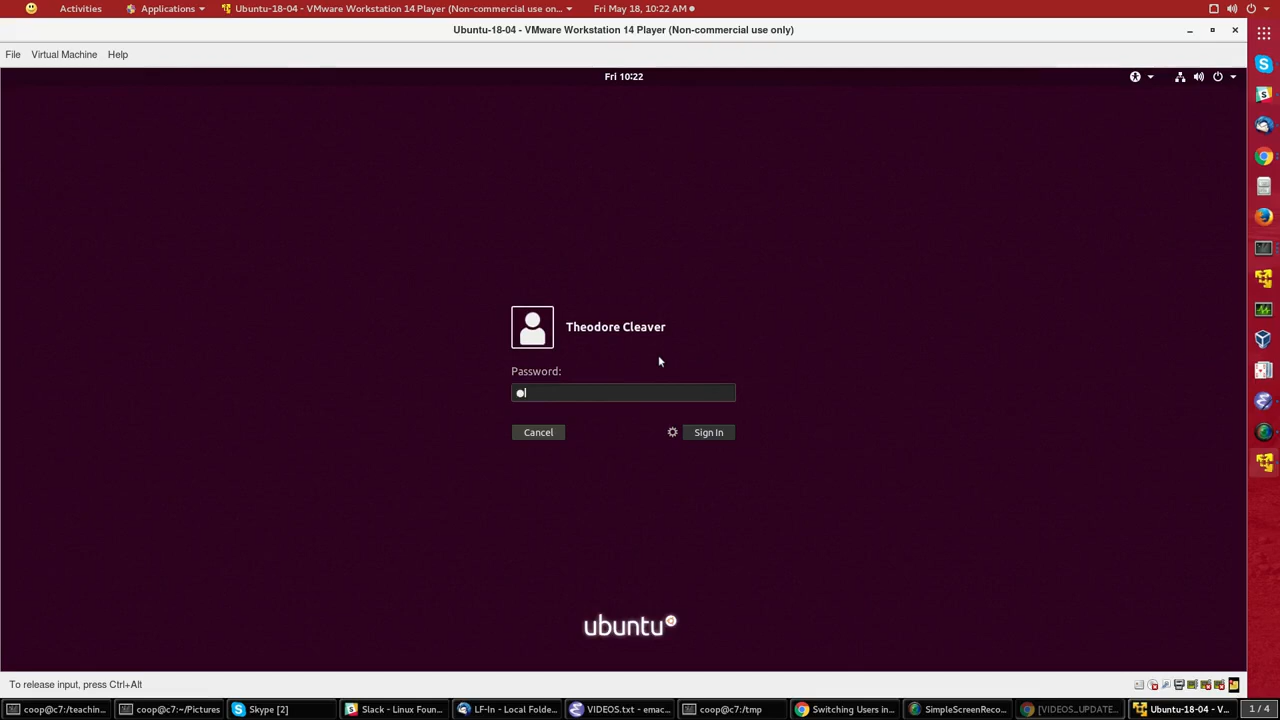 Activities
Applications
Ubuntu-18-04 - VMware Workstation 14 Player (Non-commercial use on...
Fri May 18, 10:22 AM
Ubuntu-18-04 - VMware Workstation 14 Player (Non-commercial use only)
File Virtual Machine Help
Fri 10:22
Theodore Cleaver
Password:
Cancel
Sign In
ubuntu
To release input, press Ctrl+Alt
coop@c7:/teachin...
coop@c7:~/Pictures
Skype [2]
Slack - Linux Foun...
LF-In - Local Folde...
VIDEOS.txt - emac...
coop@c7:/tmp
Switching Users in...
SimpleScreenReco...
[VIDEOS_UPDATE...
Ubuntu-18-04 - V...
1 / 4